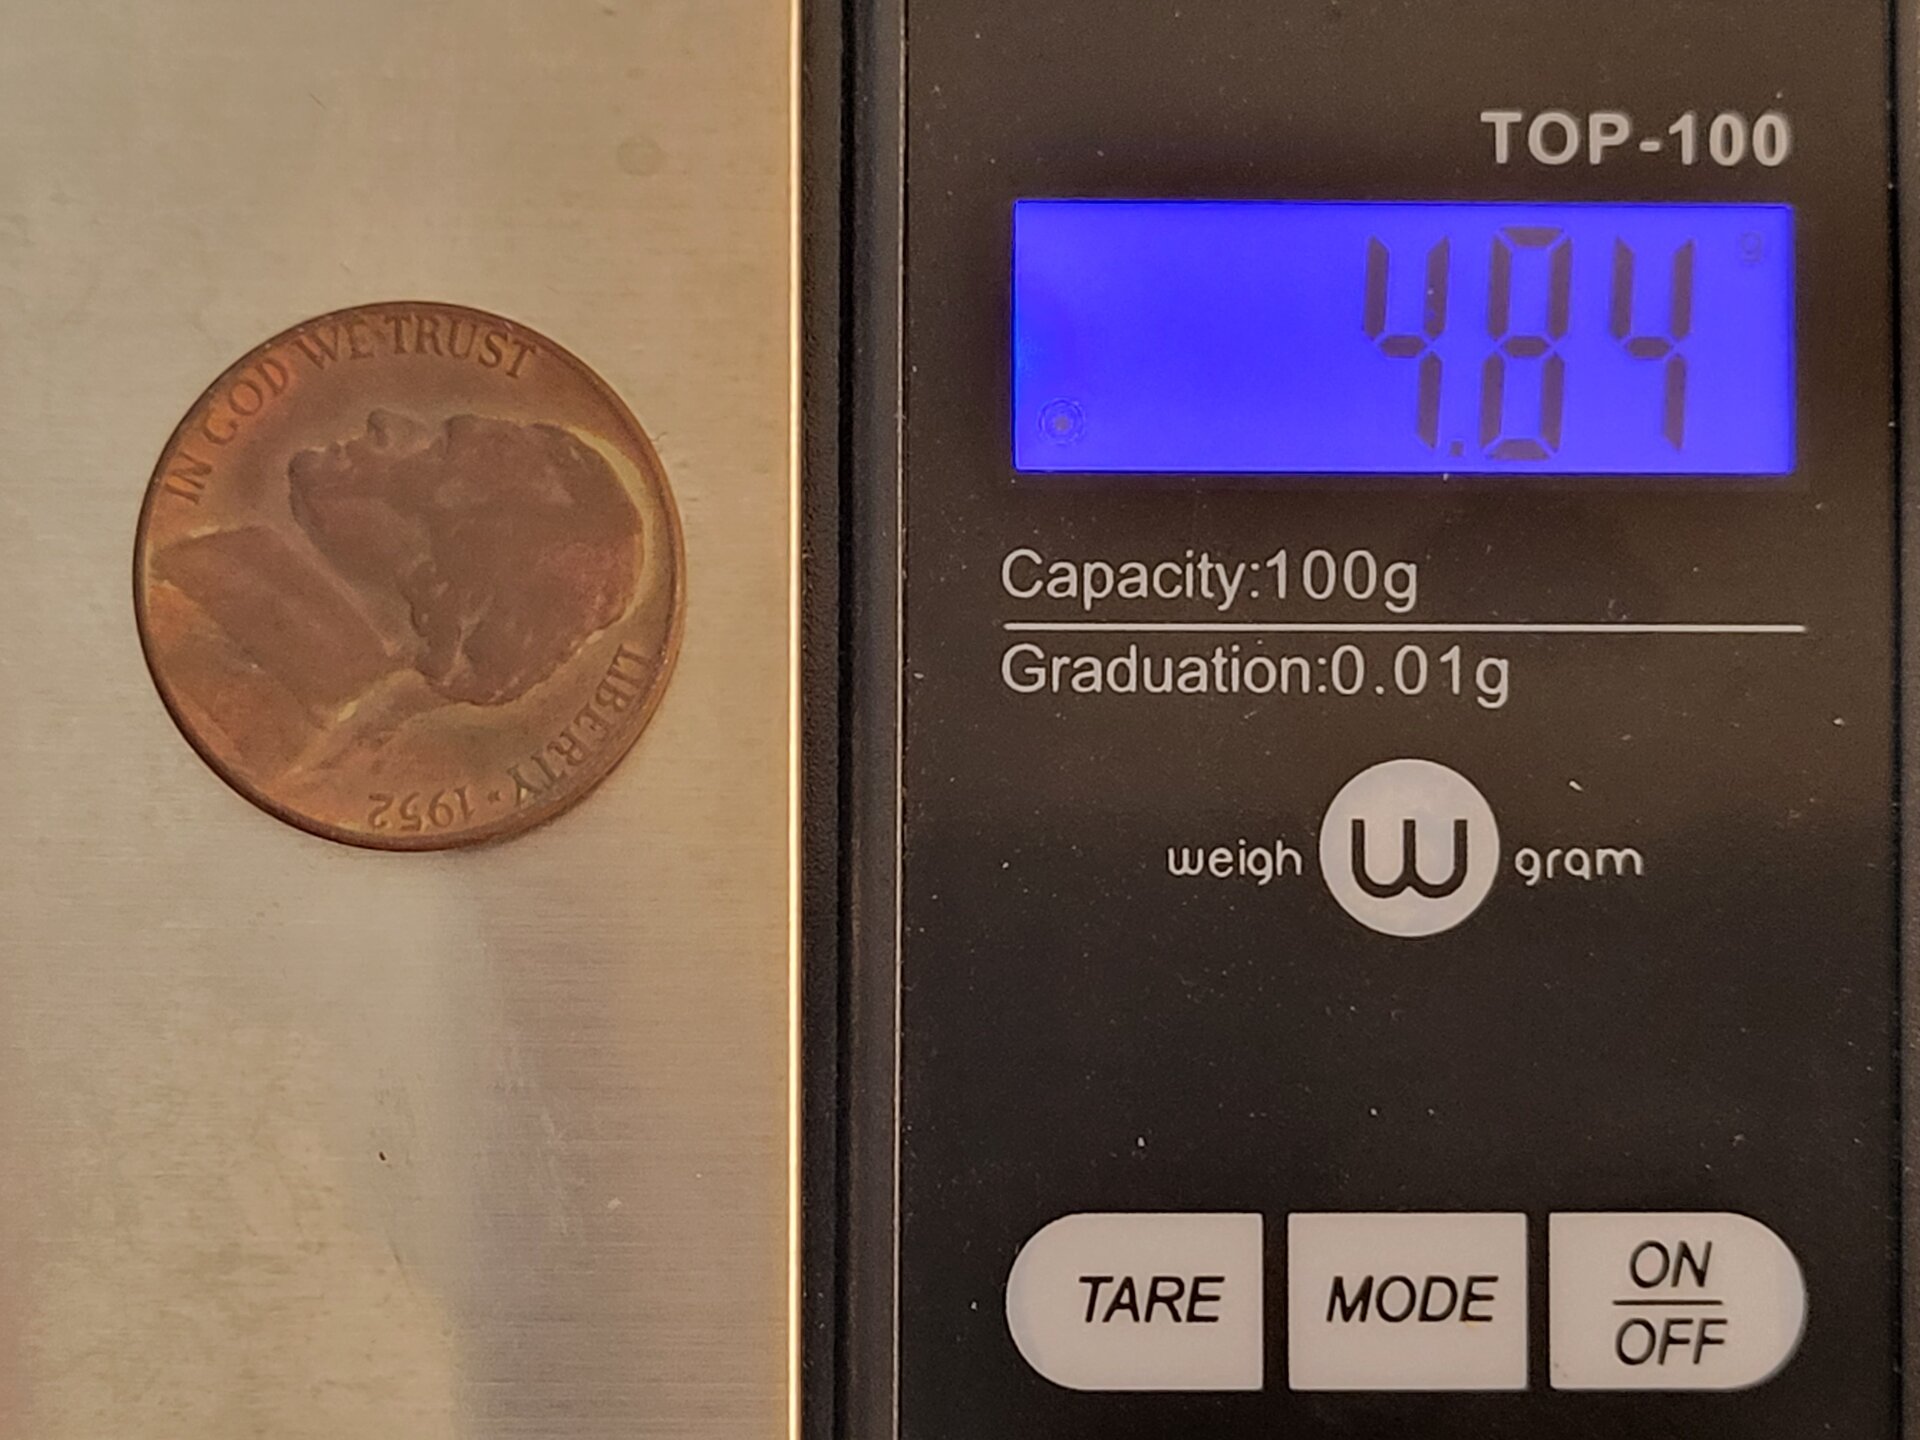 IN GOD WE TRUST
LIBERTY * 1952
TOP-100
4.84 g
Capacity:100g
Graduation:0.01g
weigh W gram
TARE
MODE
ON
OFF